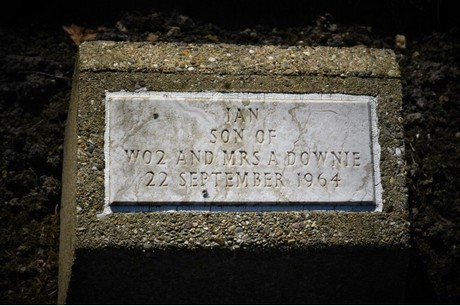 IAN
SON OF
WO2 AND MRS A DOWNIE
22 SEPTEMBER 1964